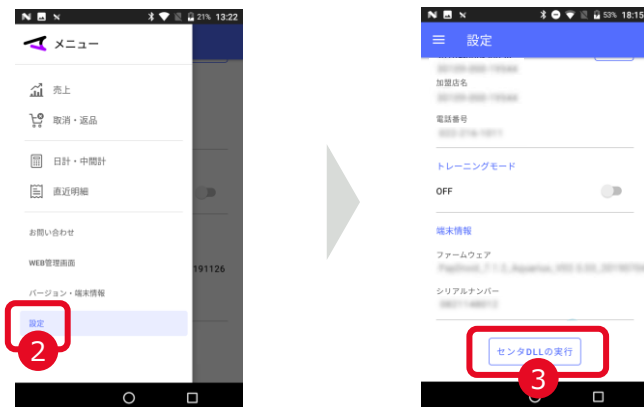 21% 13:22
メニュー
売上
取消・返品
日計・中間計
直近明細
お問い合わせ
WEB管理画面
191126
バージョン・端末情報
設定
2
53% 18:15
設定
加盟店名
電話番号
トレーニングモード
OFF
端末情報
ファームウェア
シリアルナンバー
センタDLLの実行
3